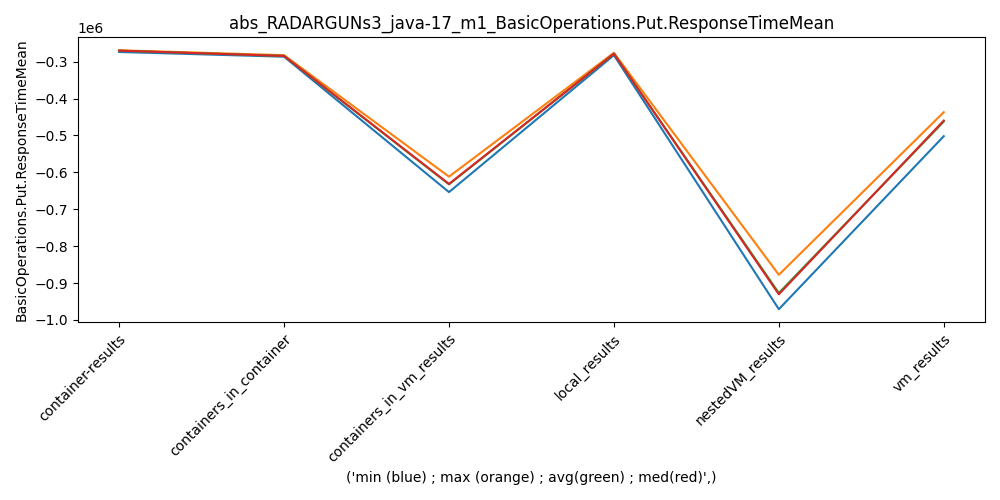 abs_RADARGUNs3_java-17_m1_BasicOperations.Put.ResponseTimeMean
1e6
BasicOperations.Put.ResponseTimeMean
−0.3
−0.4
−0.5
−0.6
−0.7
−0.8
−0.9
−1.0
container-results
containers_in_container
containers_in_vm_results
local_results
nestedVM_results
vm_results
('min (blue) ; max (orange) ; avg(green) ; med(red)',)